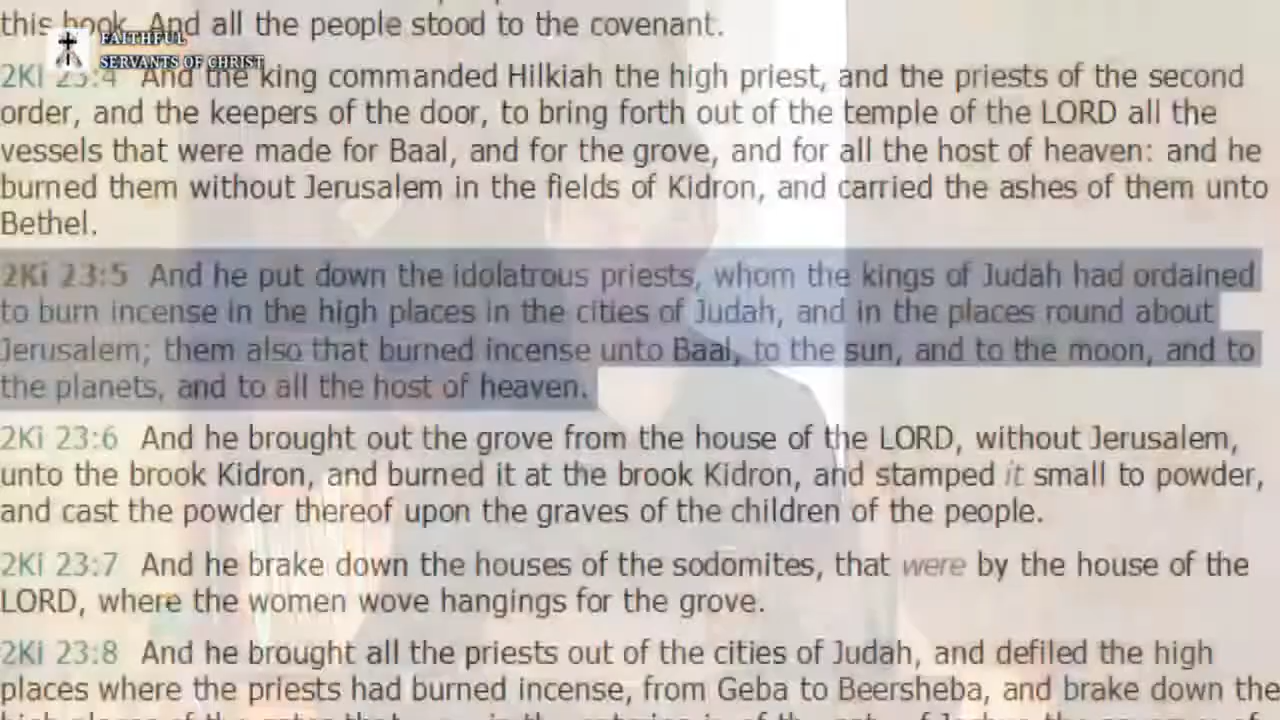 this book. And all the people stood to the covenant.
FAITHFUL
SERVANTS OF CHRIST
2Ki 23:4 And the king commanded Hilkiah the high priest, and the priests of the second
order, and the keepers of the door, to bring forth out of the temple of the LORD all the
vessels that were made for Baal, and for the grove, and for all the host of heaven: and he
burned them without Jerusalem in the fields of Kidron, and carried the ashes of them unto
Bethel.
2Ki 23:5 And he put down the idolatrous priests, whom the kings of Judah had ordained
to burn incense in the high places in the cities of Judah, and in the places round about
Jerusalem; them also that burned incense unto Baal, to the sun, and to the moon, and to
the planets, and to all the host of heaven.
2Ki 23:6 And he brought out the grove from the house of the LORD, without Jerusalem,
unto the brook Kidron, and burned it at the brook Kidron, and stamped it small to powder,
and cast the powder thereof upon the graves of the children of the people.
2Ki 23:7 And he brake down the houses of the sodomites, that were by the house of the
LORD, where the women wove hangings for the grove.
2Ki 23:8 And he brought all the priests out of the cities of Judah, and defiled the high
places where the priests had burned incense, from Geba to Beersheba, and brake down the